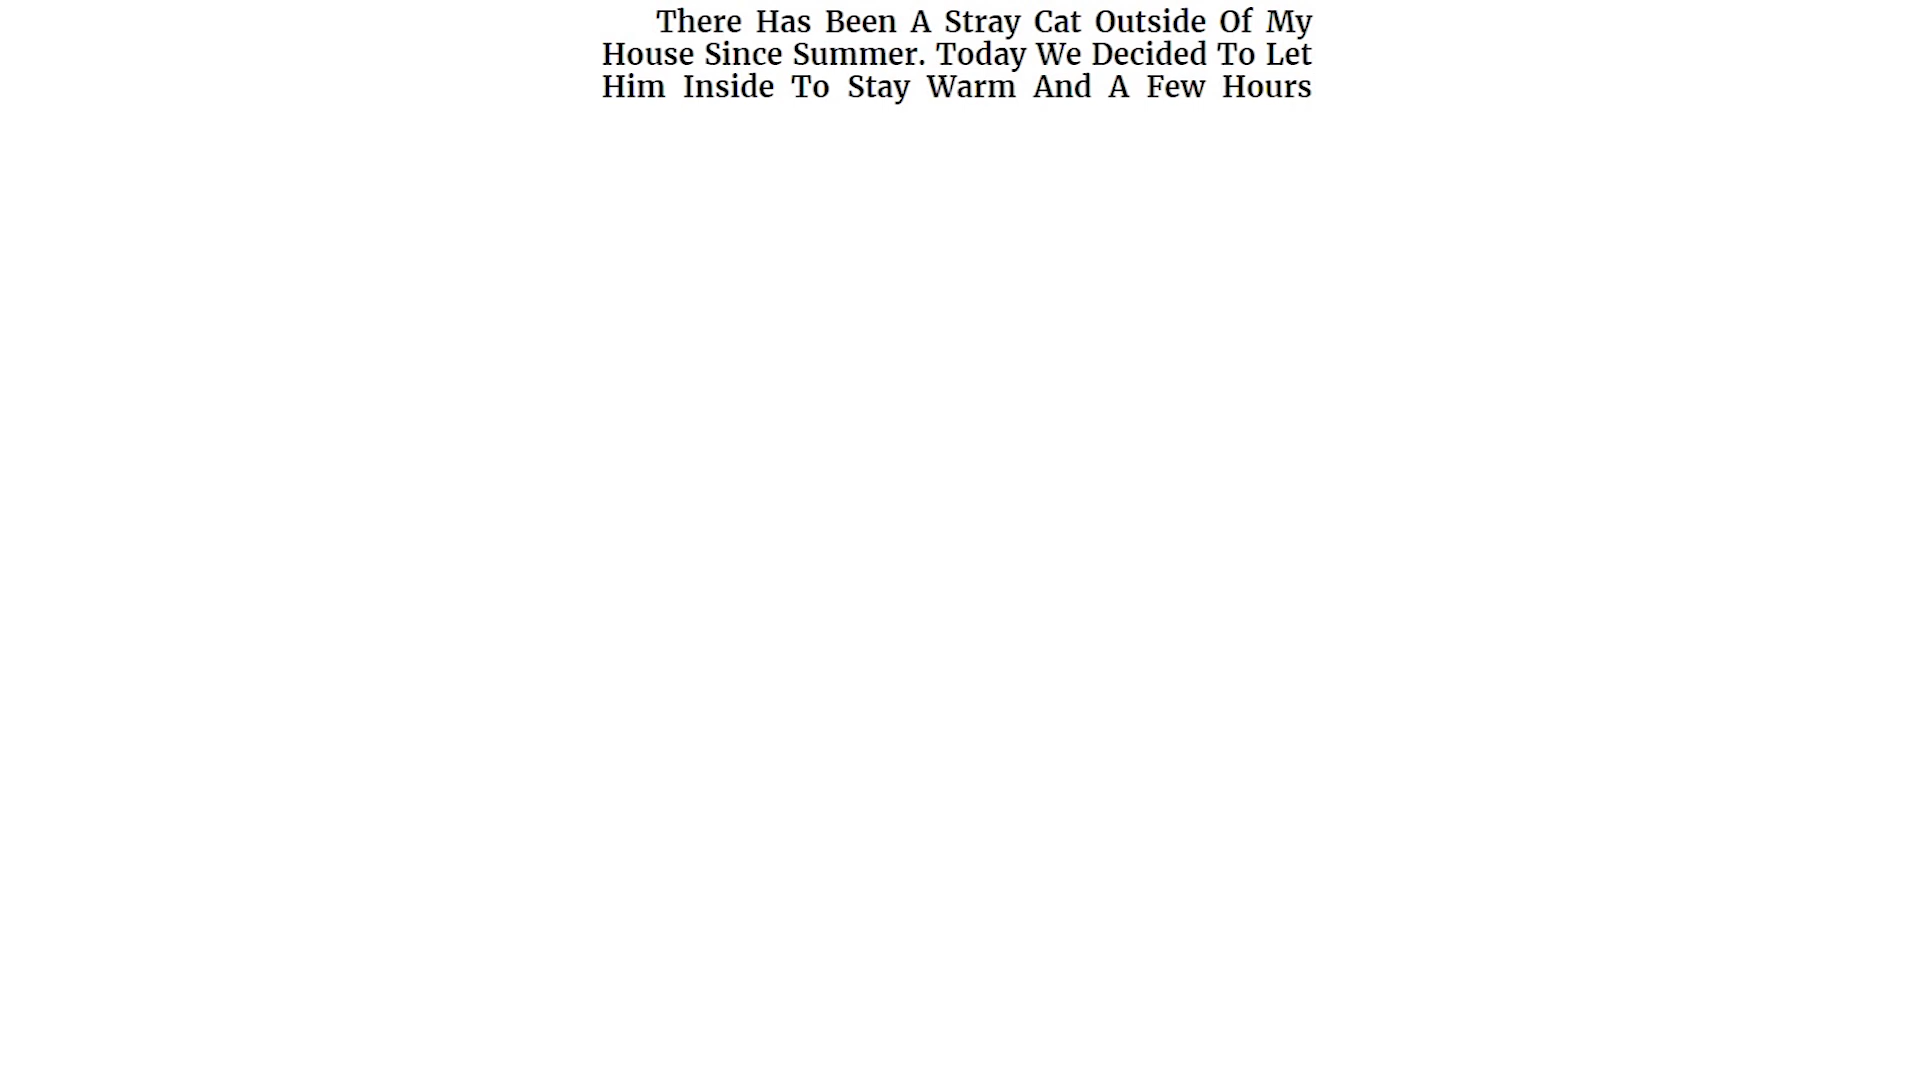 There Has Been A Stray Cat Outside Of My
House Since Summer. Today We Decided To Let
Him Inside To Stay Warm And A Few Hours